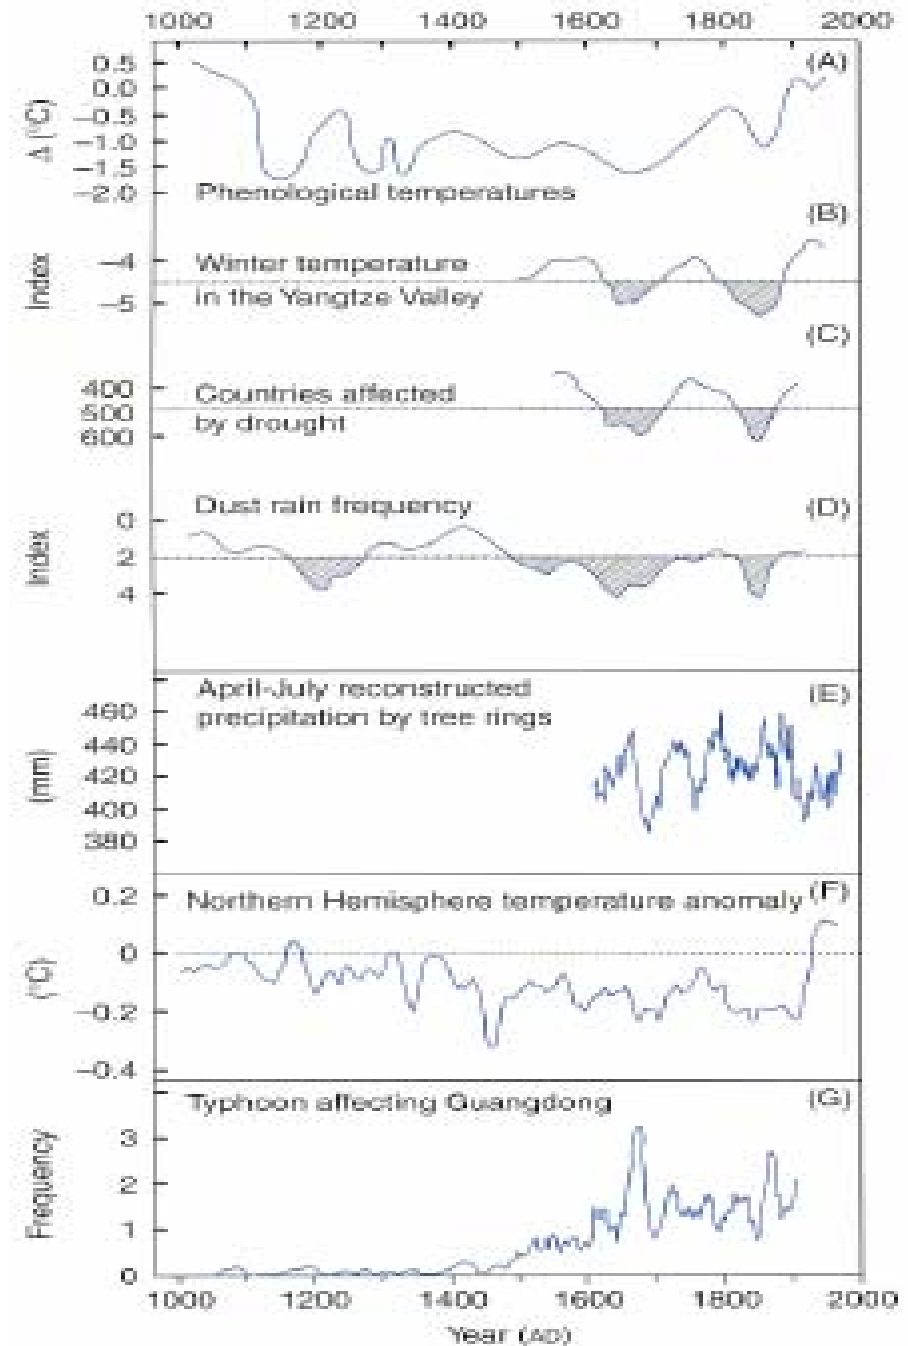 1000 1200 1400 1600 1800 2000
(A)
0.5
0.0
−0.5
−1.0
−1.5
−2.0
Δ (°C)
Phenological temperatures
(B)
−4
−5
Index
Winter temperature
in the Yangtze Valley
(C)
400
500
600
Countries affected
by drought
(D)
Dust rain frequency
0
2
4
Index
April-July reconstructed
precipitation by tree rings
(E)
460
440
420
400
380
(mm)
Northern Hemisphere temperature anomaly (F)
0.2
0
−0.2
−0.4
(°C)
Typhoon affecting Guangdong
(G)
3
2
1
0
Frequency
1000 1200 1400 1600 1800 2000
Year (AD)